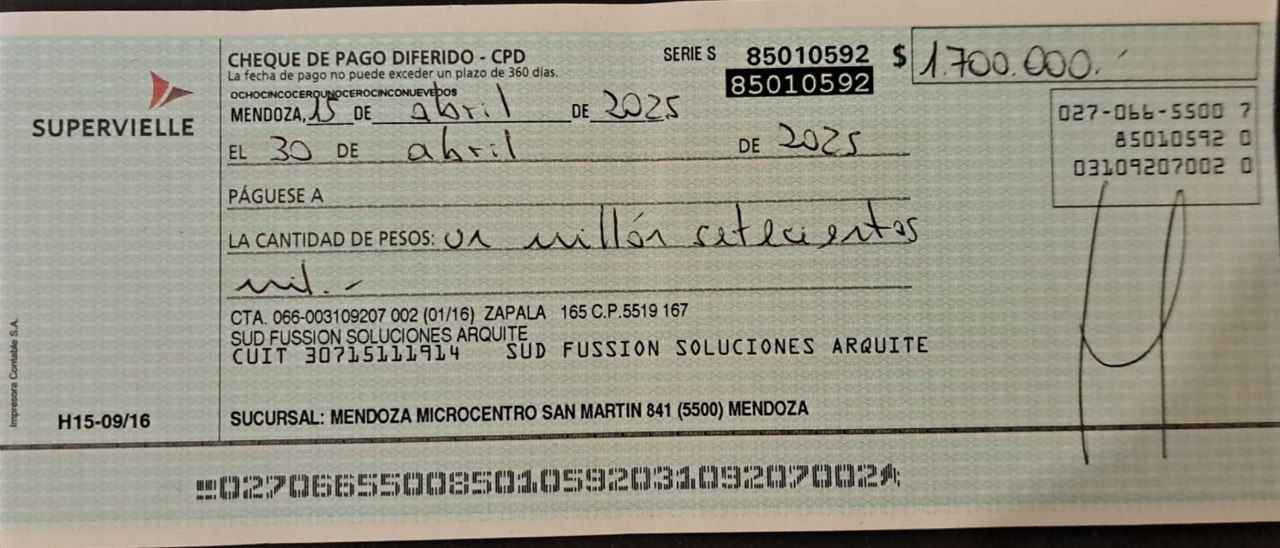 CHEQUE DE PAGO DIFERIDO - CPD
La fecha de pago no puede exceder un plazo de 360 días.
SERIE S 85010592 $ 1.700.000.-
85010592
OCHOCINCOCEROUNOCEROCINCONUEVEDOS
MENDOZA, 15 DE abril DE 2025
027-066-5500 7
85010592 0
03109207002 0
SUPERVIELLE
EL 30 DE abril DE 2025
PÁGUESE A
LA CANTIDAD DE PESOS: un millón setecientos
mil.-
CTA. 066-003109207 002 (01/16) ZAPALA 165 C.P.5519 167
SUD FUSSION SOLUCIONES ARQUITE
CUIT 30715111914 SUD FUSSION SOLUCIONES ARQUITE
Impresora Contable S.A.
H15-09/16
SUCURSAL: MENDOZA MICROCENTRO SAN MARTIN 841 (5500) MENDOZA
02706655008501059203109207002